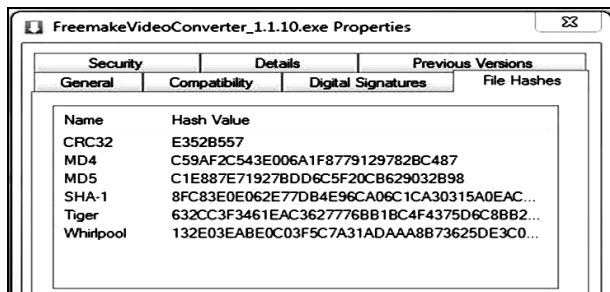 FreemakeVideoConverter_1.1.10.exe Properties
Security Details Previous Versions
General Compatibility Digital Signatures File Hashes
Name Hash Value
CRC32 E352B557
MD4 C59AF2C543E006A1F8779129782BC487
MD5 C1E887E71927BDD6C5F20CB629032B98
SHA-1 8FC83E0E062E77DB4E96CA06C1CA30315A0EAC...
Tiger 632CC3F3461EAC3627776BB1BC4F4375D6C8BB2...
Whirlpool 132E03EABE0C03F5C7A31ADAAA8B73625DE3C0...